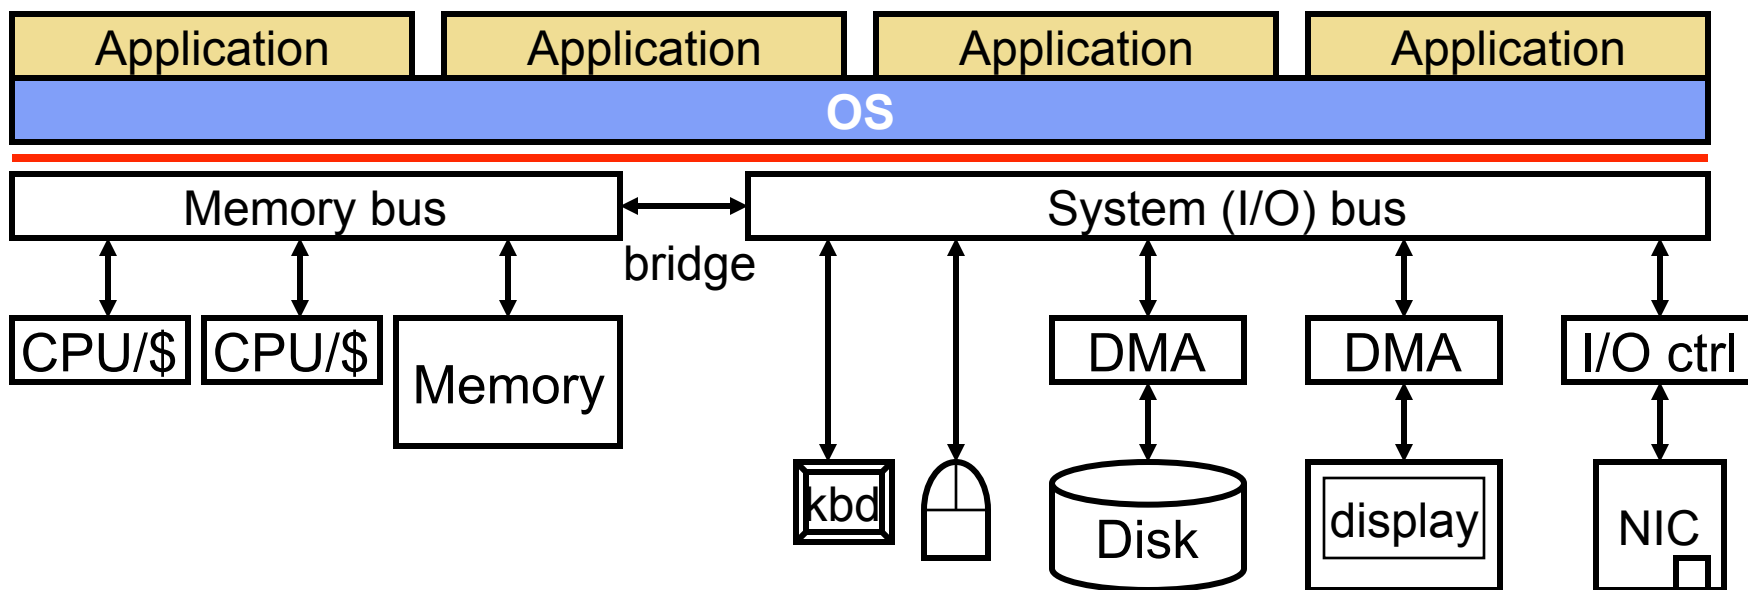 Application Application Application Application
OS
Memory bus System (I/O) bus
bridge
CPU/$ CPU/$ Memory DMA DMA I/O ctrl
kbd Disk display NIC